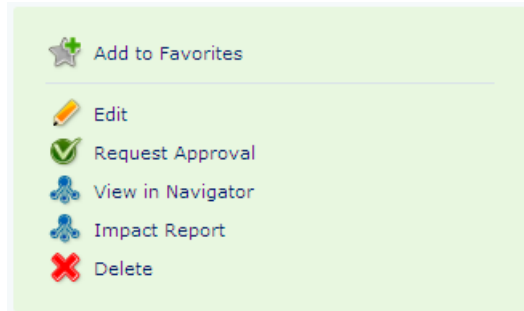 Add to Favorites
Edit
Request Approval
View in Navigator
Impact Report
Delete